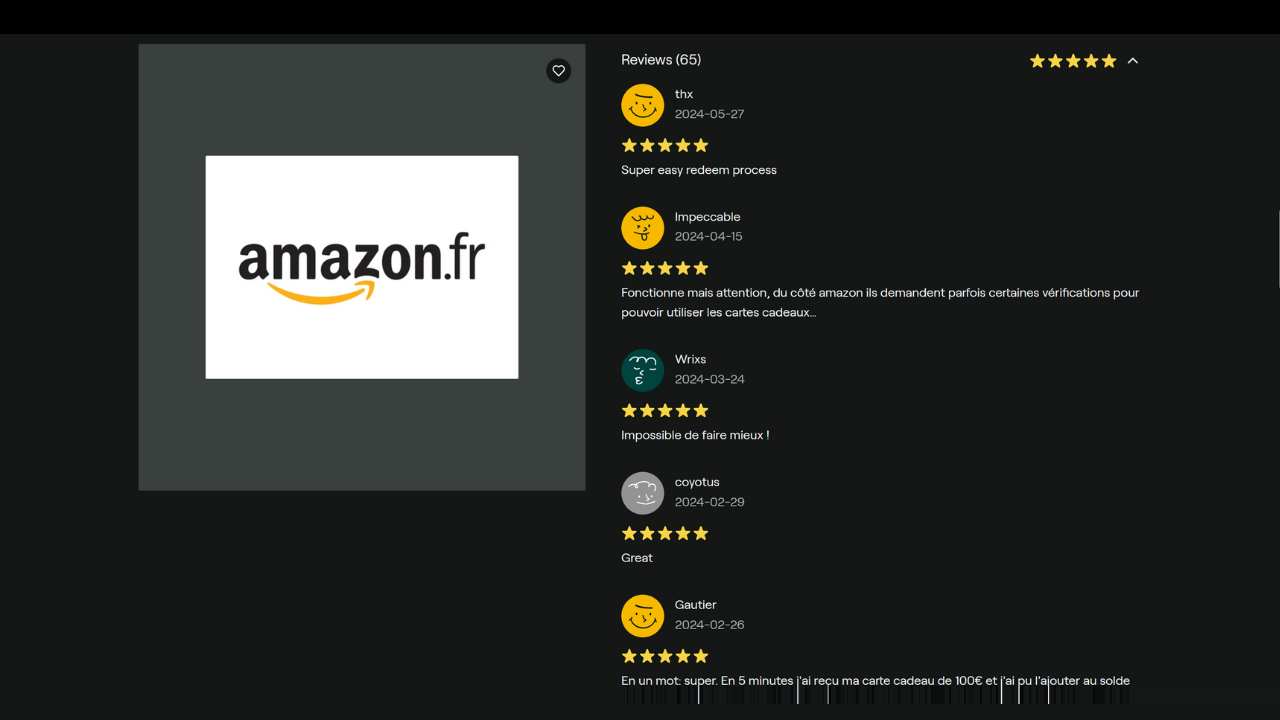 amazon.fr
Reviews (65)
thx
2024-05-27
Super easy redeem process
Impeccable
2024-04-15
Fonctionne mais attention, du côté amazon ils demandent parfois certaines vérifications pour
pouvoir utiliser les cartes cadeaux...
Wrixs
2024-03-24
Impossible de faire mieux !
coyotus
2024-02-29
Great
Gautier
2024-02-26
En un mot: super. En 5 minutes j'ai reçu ma carte cadeau de 100€ et j'ai pu l'ajouter au solde